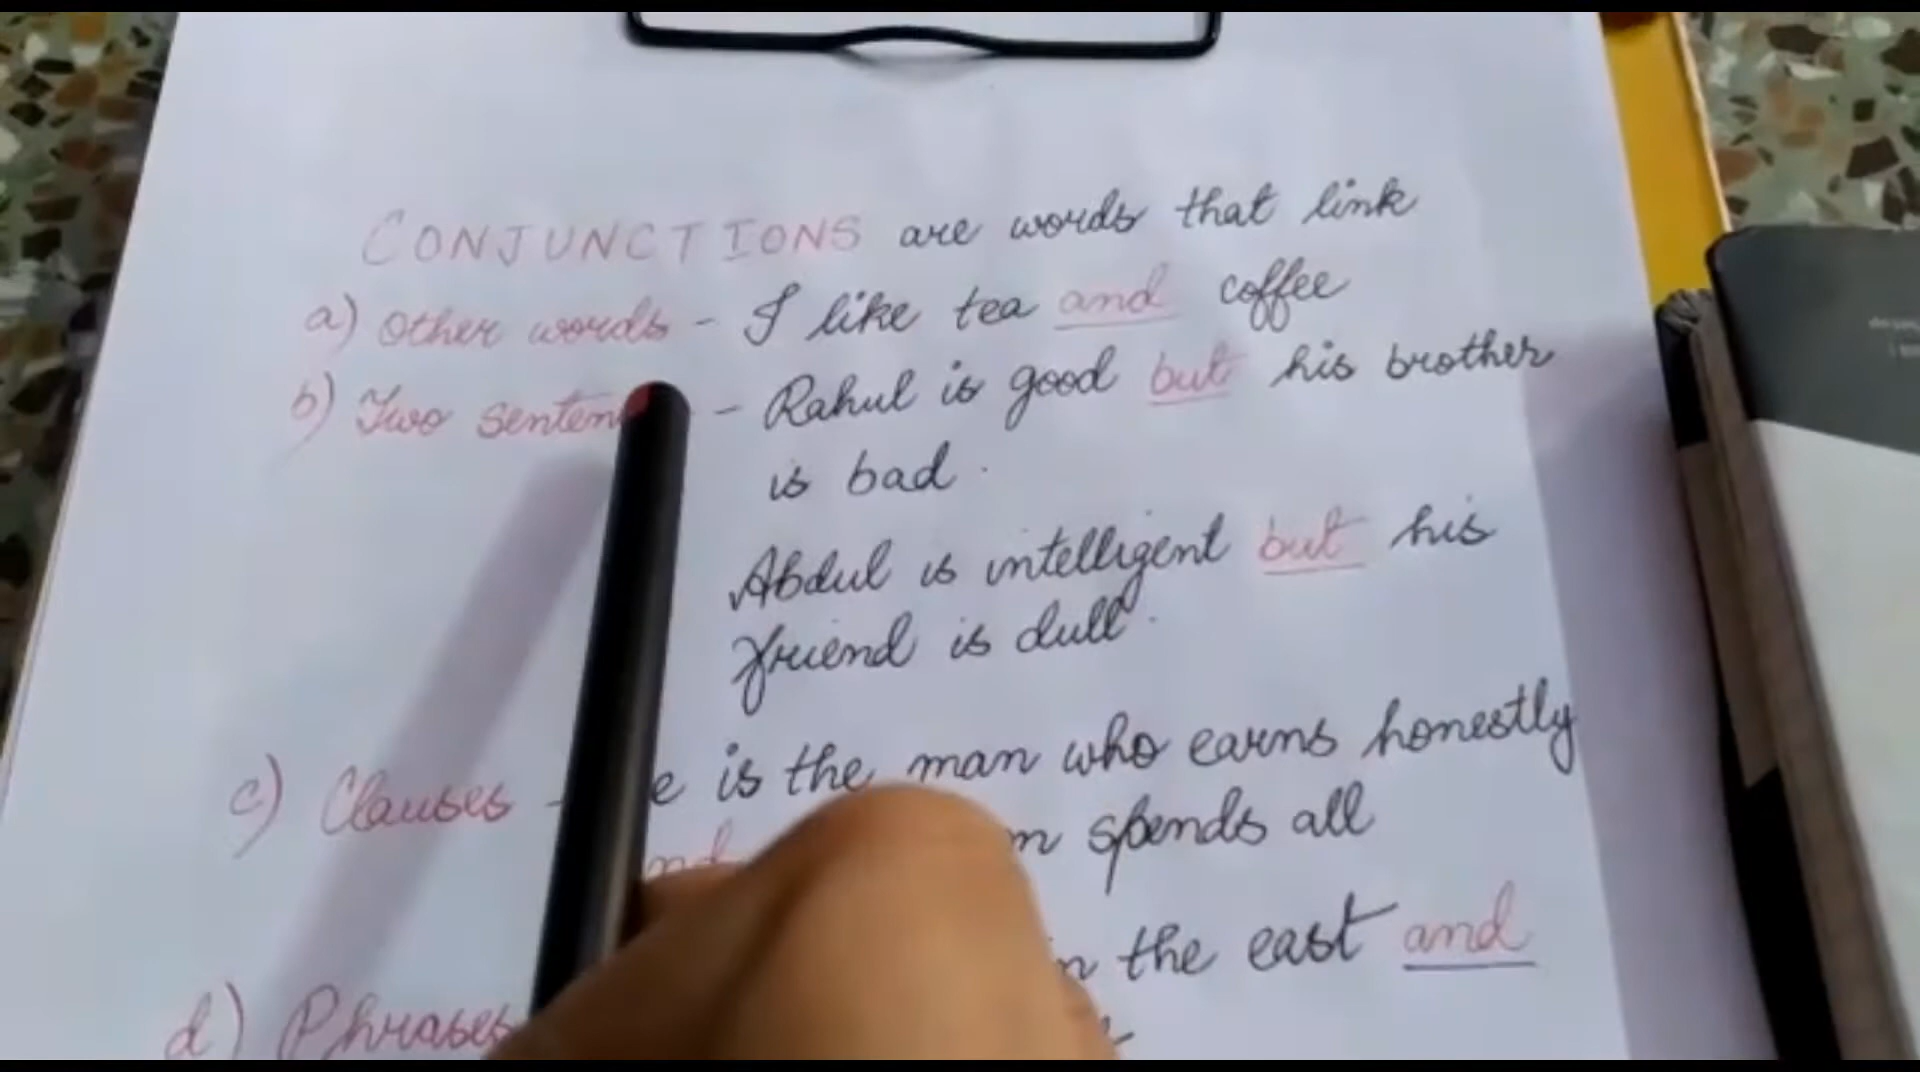 CONJUNCTIONS are words that link
a) Other words - I like tea and coffee
b) Two - Rahul is good but his brother
is bad.
Abdul is intelligent but his
friend is dull.
c) Clauses - is the man who earns honestly
spends all
the east and
d) Phrases